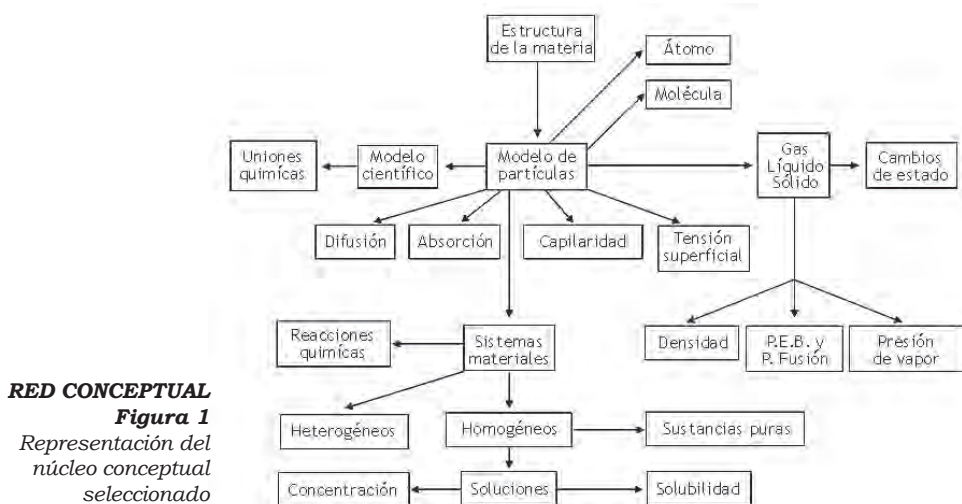 Estructura
de la materia
Átomo
Molécula
Uniones
quimícas
Modelo
científico
Modelo de
partículas
Gas
Líquido
Sólido
Cambios
de estado
Difusión
Absorción
Capilaridad
Tensión
superficial
Reacciones
quimícas
Sistemas
materiales
Densidad
P.E.B. y
P. Fusión
Presión
de vapor
Heterogéneos
Homogéneos
Sustancias puras
Concentración
Soluciones
Solubilidad
RED CONCEPTUAL
Figura 1
Representación del
núcleo conceptual
seleccionado